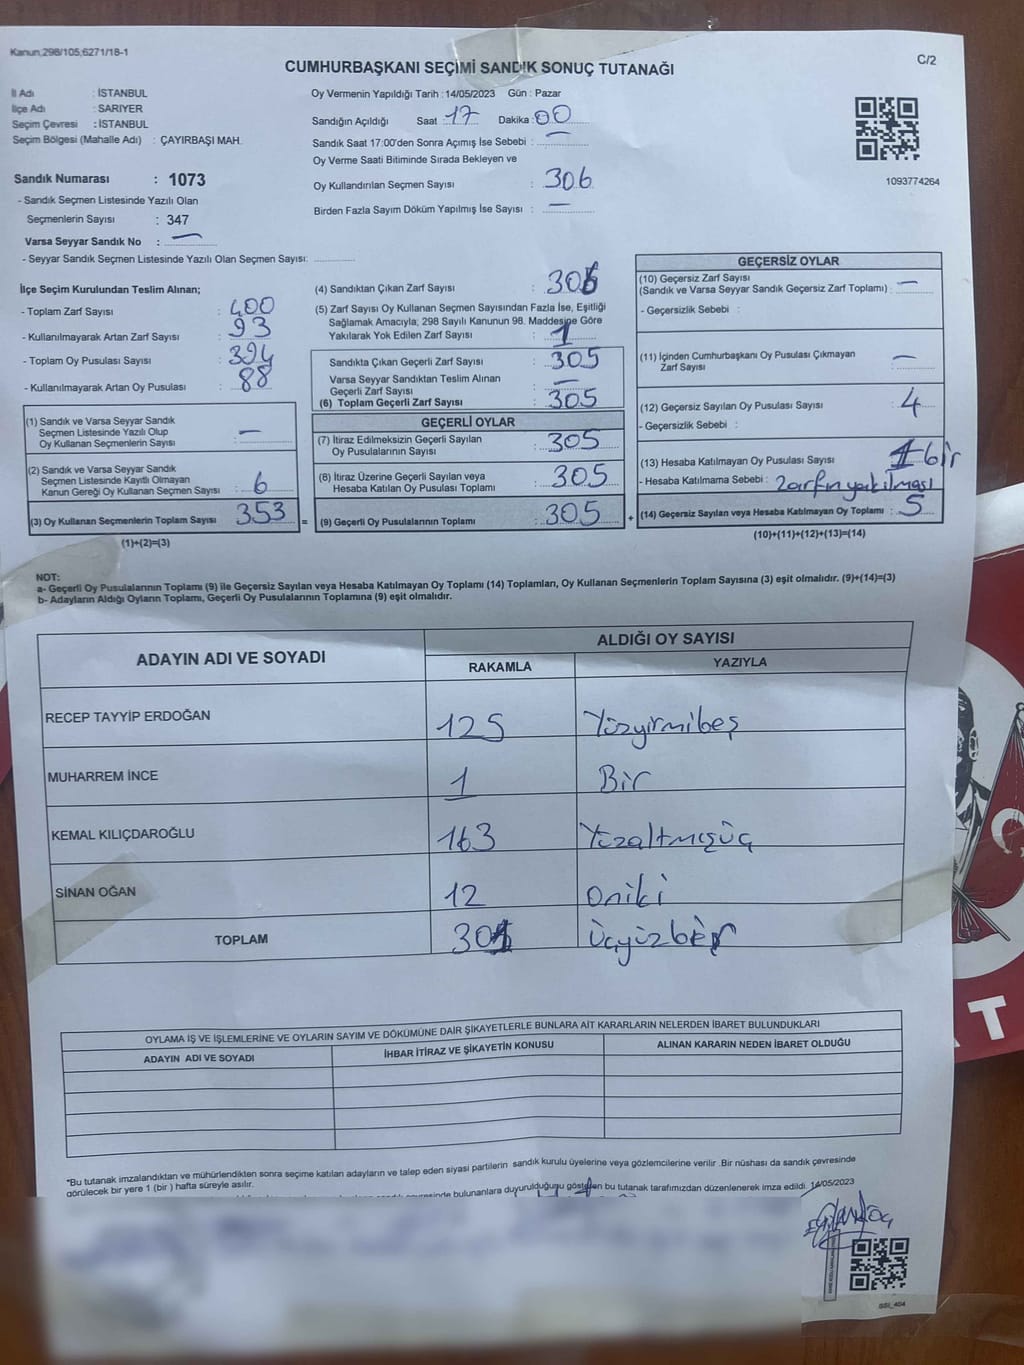 Kanun;298/105;6271/18-1
C/2
CUMHURBAŞKANI SEÇİMİ SANDIK SONUÇ TUTANAĞI
İl Adı : İSTANBUL
İlçe Adı : SARIYER
Seçim Çevresi : İSTANBUL
Seçim Bölgesi (Mahalle Adı) : ÇAYIRBAŞI MAH.
Sandık Numarası : 1073
- Sandık Seçmen Listesinde Yazılı Olan
Seçmenlerin Sayısı : 347
Varsa Seyyar Sandık No : —
- Seyyar Sandık Seçmen Listesinde Yazılı Olan Seçmen Sayısı:
Oy Vermenin Yapıldığı Tarih : 14/05/2023 Gün : Pazar
Sandığın Açıldığı Saat 17 Dakika : 00
Sandık Saat 17:00'den Sonra Açımış İse Sebebi : —
Oy Verme Saati Bitiminde Sırada Bekleyen ve
Oy Kullandırılan Seçmen Sayısı : 306
Birden Fazla Sayım Döküm Yapılmış İse Sayısı : —
1093774264
İlçe Seçim Kurulundan Teslim Alınan;
- Toplam Zarf Sayısı : 400
- Kullanılmayarak Artan Zarf Sayısı : 93
- Toplam Oy Pusulası Sayısı : 394
- Kullanılmayarak Artan Oy Pusulası : 88
(1) Sandık ve Varsa Seyyar Sandık
Seçmen Listesinde Yazılı Olup
Oy Kullanan Seçmenlerin Sayısı : —
(2) Sandık ve Varsa Seyyar Sandık
Seçmen Listesinde Kayıtlı Olmayan
Kanun Gereği Oy Kullanan Seçmen Sayısı : 6
(3) Oy Kullanan Seçmenlerin Toplam Sayısı : 353
(1)+(2)=(3)
(4) Sandıktan Çıkan Zarf Sayısı : 306
(5) Zarf Sayısı Oy Kullanan Seçmen Sayısından Fazla İse, Eşitliği
Sağlamak Amacıyla; 298 Sayılı Kanunun 98. Maddesine Göre
Yakılarak Yok Edilen Zarf Sayısı : 1
Sandıkta Çıkan Geçerli Zarf Sayısı : 305
Varsa Seyyar Sandıktan Teslim Alınan
Geçerli Zarf Sayısı : —
(6) Toplam Geçerli Zarf Sayısı : 305
GEÇERLİ OYLAR
(7) İtiraz Edilmeksizin Geçerli Sayılan
Oy Pusulalarının Sayısı : 305
(8) İtiraz Üzerine Geçerli Sayılan veya
Hesaba Katılan Oy Pusulası Toplamı : 305
= (9) Geçerli Oy Pusulalarının Toplamı : 305 +
GEÇERSİZ OYLAR
(10) Geçersiz Zarf Sayısı
(Sandık ve Varsa Seyyar Sandık Geçersiz Zarf Toplamı) : —
- Geçersizlik Sebebi :
(11) İçinden Cumhurbaşkanı Oy Pusulası Çıkmayan
Zarf Sayısı : —
(12) Geçersiz Sayılan Oy Pusulası Sayısı : 4
- Geçersizlik Sebebi :
(13) Hesaba Katılmayan Oy Pusulası Sayısı : 1 bir
- Hesaba Katılmama Sebebi : zarfın yakılması
(14) Geçersiz Sayılan veya Hesaba Katılmayan Oy Toplamı : 5
(10)+(11)+(12)+(13)=(14)
NOT:
a- Geçerli Oy Pusulalarının Toplamı (9) ile Geçersiz Sayılan veya Hesaba Katılmayan Oy Toplamı (14) Toplamları, Oy Kullanan Seçmenlerin Toplam Sayısına (3) eşit olmalıdır. (9)+(14)=(3)
b- Adayların Aldığı Oyların Toplamı, Geçerli Oy Pusulalarının Toplamına (9) eşit olmalıdır.
ADAYIN ADI VE SOYADI ALDIĞI OY SAYISI
RAKAMLA YAZIYLA
RECEP TAYYİP ERDOĞAN 125 Yüzyirmibeş
MUHARREM İNCE 1 Bir
KEMAL KILIÇDAROĞLU 163 Yüzaltmışüç
SİNAN OĞAN 12 Oniki
TOPLAM 301 Üçyüzbir
OYLAMA İŞ VE İŞLEMLERİNE VE OYLARIN SAYIM VE DÖKÜMÜNE DAİR ŞİKAYETLERLE BUNLARA AİT KARARLARIN NELERDEN İBARET BULUNDUKLARI
ADAYIN ADI VE SOYADI İHBAR İTİRAZ VE ŞİKAYETİN KONUSU ALINAN KARARIN NEDEN İBARET OLDUĞU
*Bu tutanak imzalandıktan ve mühürlendikten sonra seçime katılan adayların ve talep eden siyasi partilerin sandık kurulu üyelerine veya gözlemcilerine verilir .Bir nüshası da sandık çevresinde
görülecek bir yere 1 (bir ) hafta süreyle asılır.
bulunanlara duyurulduğunu gösteren bu tutanak tarafımızdan düzenlenerek imza edildi. 14/05/2023
SSI_404
A T